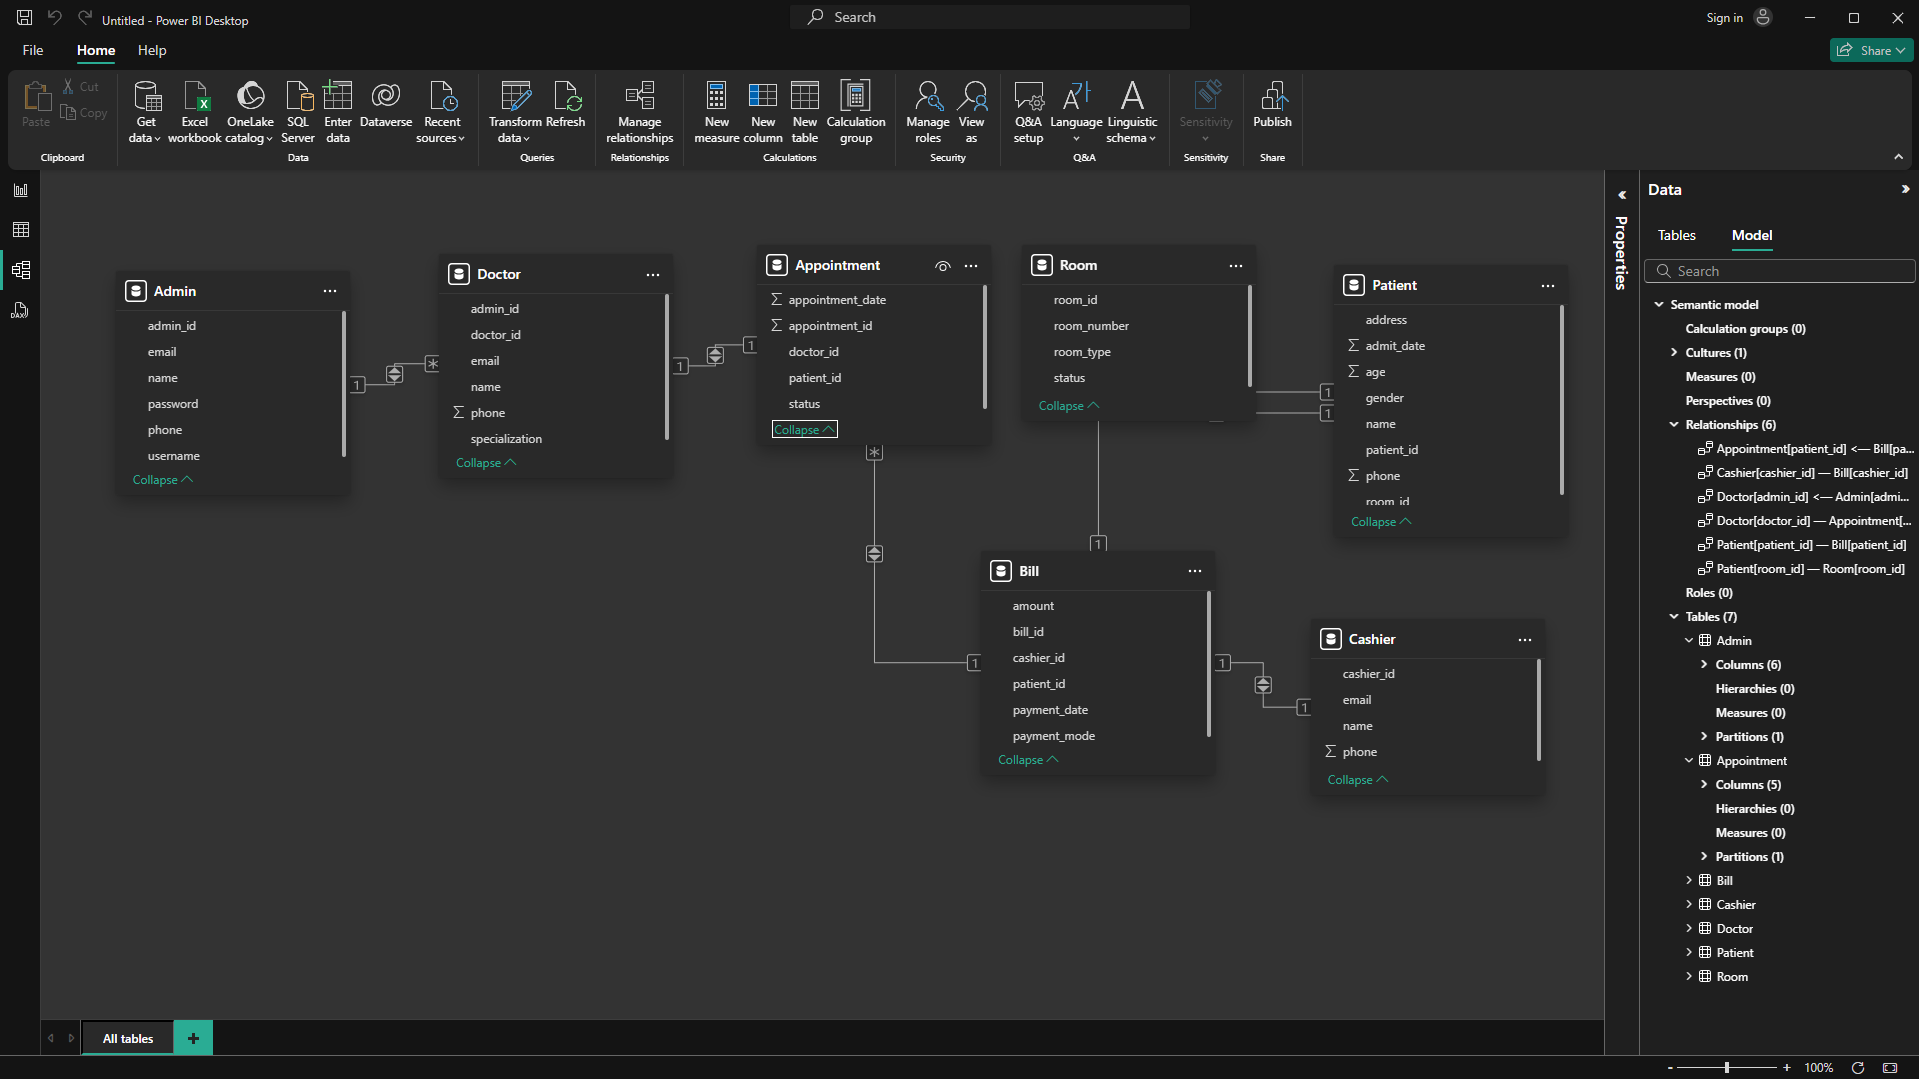 Untitled - Power BI Desktop
Search
Sign in
File
Home
Help
Share
Paste
Cut
Copy
Clipboard
Get data
Excel workbook
OneLake catalog
SQL Server
Enter data
Dataverse
Recent sources
Data
Transform data
Refresh
Queries
Manage relationships
Relationships
New measure
New column
New table
Calculation group
Calculations
Manage roles
View as
Security
Q&A setup
Language
Linguistic schema
Q&A
Sensitivity
Sensitivity
Publish
Share
DAX
Admin
admin_id
email
name
password
phone
username
Collapse
1
*
Doctor
admin_id
doctor_id
email
name
phone
specialization
Collapse
1
1
Appointment
appointment_date
appointment_id
doctor_id
patient_id
status
Collapse
*
1
Room
room_id
room_number
room_type
status
Collapse
1
1
1
Patient
address
admit_date
age
gender
name
patient_id
phone
room_id
Collapse
Bill
amount
bill_id
cashier_id
patient_id
payment_date
payment_mode
Collapse
1
1
Cashier
cashier_id
email
name
phone
Collapse
Properties
Data
Tables
Model
Search
Semantic model
Calculation groups (0)
Cultures (1)
Measures (0)
Perspectives (0)
Relationships (6)
Appointment[patient_id] <— Bill[pa...
Cashier[cashier_id] — Bill[cashier_id]
Doctor[admin_id] <— Admin[admi...
Doctor[doctor_id] — Appointment[...
Patient[patient_id] — Bill[patient_id]
Patient[room_id] — Room[room_id]
Roles (0)
Tables (7)
Admin
Columns (6)
Hierarchies (0)
Measures (0)
Partitions (1)
Appointment
Columns (5)
Hierarchies (0)
Measures (0)
Partitions (1)
Bill
Cashier
Doctor
Patient
Room
All tables
+
- + 100%